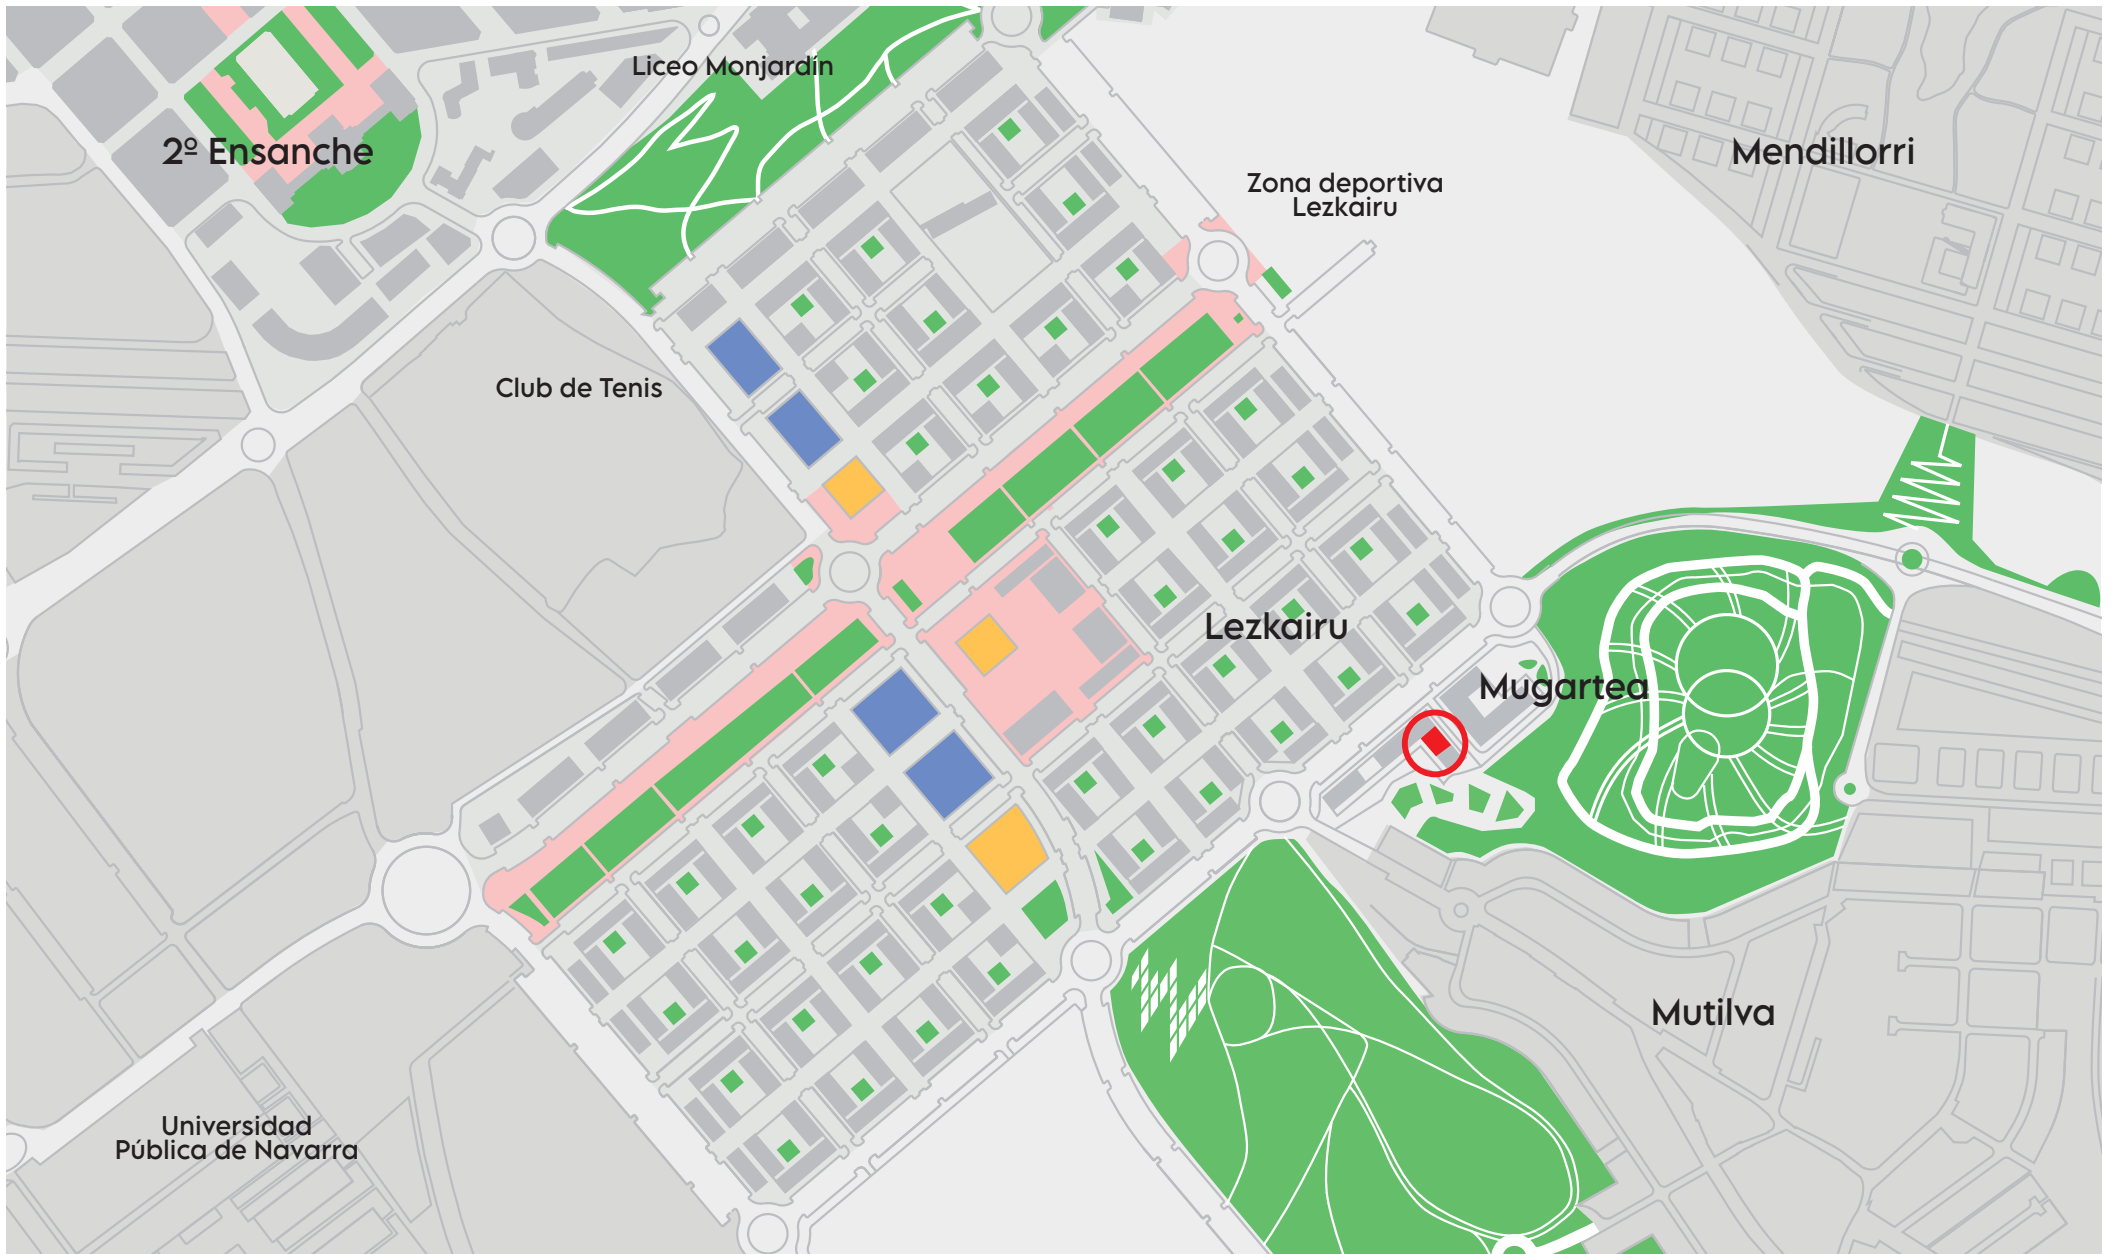 Liceo Monjardín
2º Ensanche
Mendillorri
Zona deportiva
Lezkairu
Club de Tenis
Lezkairu
Mugartea
Mutilva
Universidad
Pública de Navarra